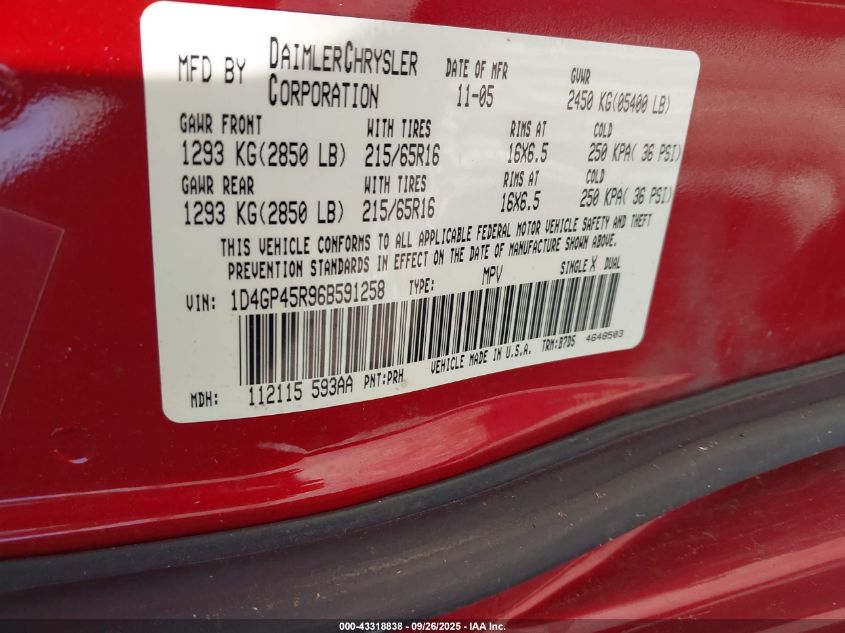 MFD BY DAIMLERCHRYSLER CORPORATION DATE OF MFR 11-05 GVWR 2450 KG(05400 LB)
GAWR FRONT WITH TIRES RIMS AT COLD
1293 KG(2850 LB) 215/65R16 16X6.5 250 KPA( 36 PSI)
GAWR REAR WITH TIRES RIMS AT COLD
1293 KG(2850 LB) 215/65R16 16X6.5 250 KPA( 36 PSI)
THIS VEHICLE CONFORMS TO ALL APPLICABLE FEDERAL MOTOR VEHICLE SAFETY AND THEFT
PREVENTION STANDARDS IN EFFECT ON THE DATE OF MANUFACTURE SHOWN ABOVE.
VIN: 1D4GP45R96B591258 TYPE: MPV SINGLE X DUAL
MDH: 112115 593AA PNT:PRH VEHICLE MADE IN U.S.A. TRM:B7D5 4648503
000-43318838 - 09/26/2025 - IAAI.COM